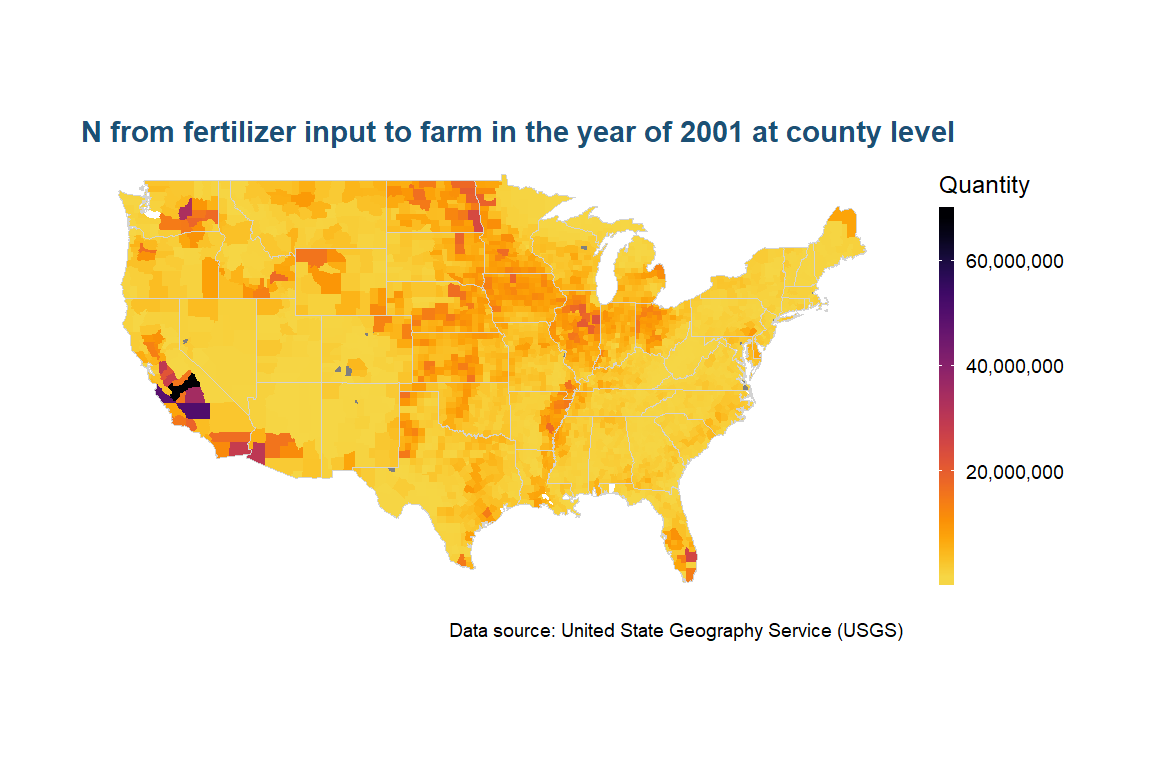 N from fertilizer input to farm in the year of 2001 at county level
Quantity
60,000,000
40,000,000
20,000,000
Data source: United State Geography Service (USGS)